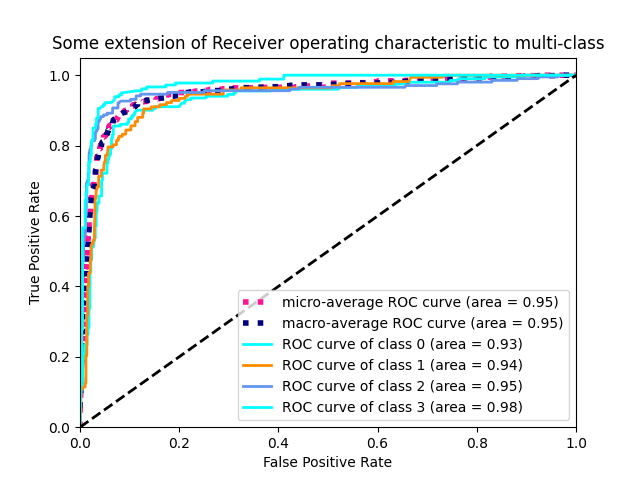 Some extension of Receiver operating characteristic to multi-class
1.0
0.8
0.6
0.4
0.2
0.0
True Positive Rate
micro-average ROC curve (area = 0.95)
macro-average ROC curve (area = 0.95)
ROC curve of class 0 (area = 0.93)
ROC curve of class 1 (area = 0.94)
ROC curve of class 2 (area = 0.95)
ROC curve of class 3 (area = 0.98)
0.0 0.2 0.4 0.6 0.8 1.0
False Positive Rate